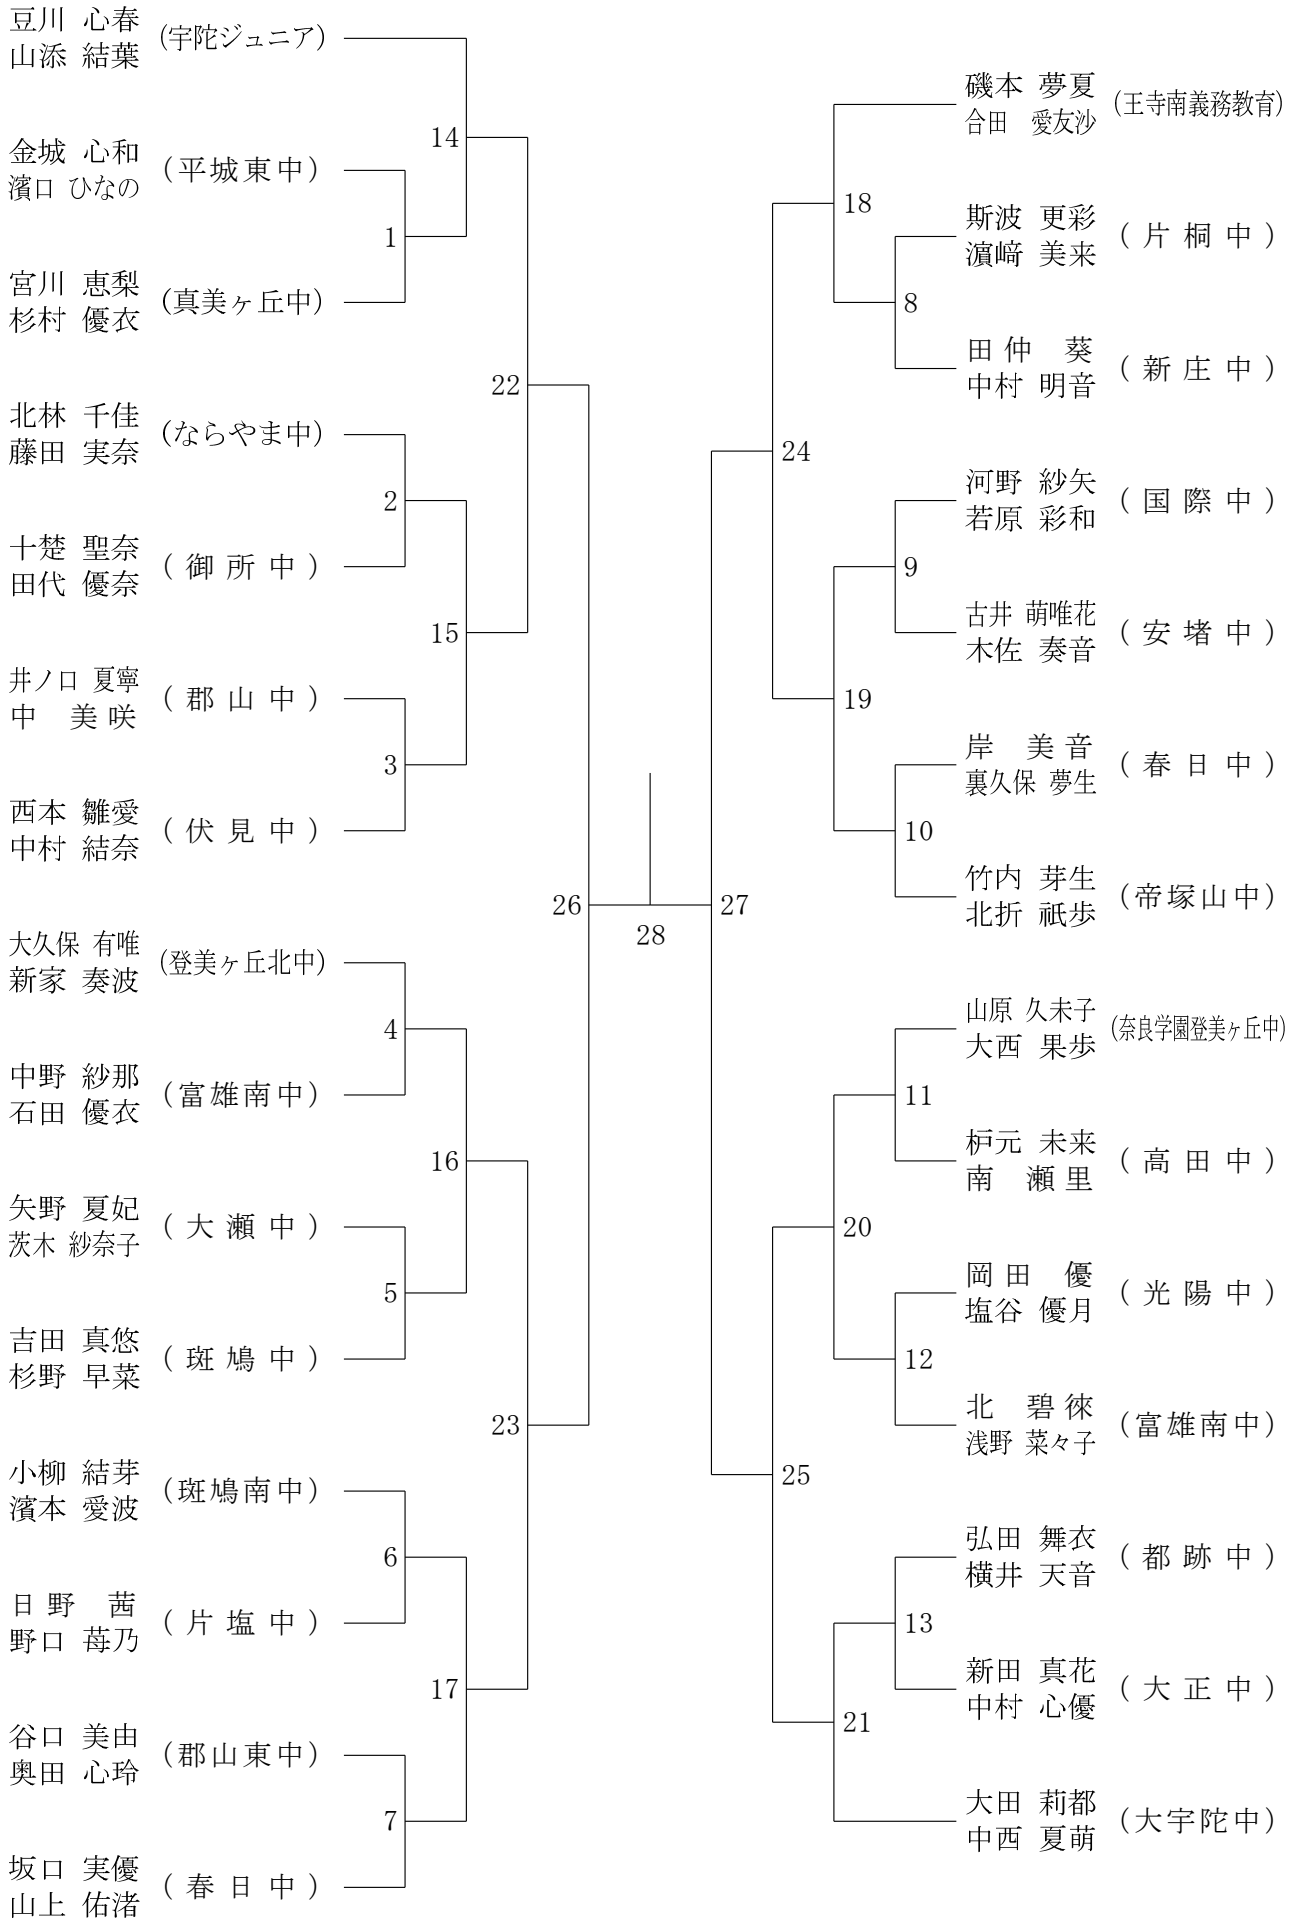 豆川 心春
山添 結葉
(宇陀ジュニア)
金城 心和
濱口 ひなの
(平城東中)
宮川 恵梨
杉村 優衣
(真美ヶ丘中)
北林 千佳
藤田 実奈
(ならやま中)
十楚 聖奈
田代 優奈
(御所中)
井ノ口 夏寧
中 美咲
(郡山中)
西本 雛愛
中村 結奈
(伏見中)
大久保 有唯
新家 奏波
(登美ヶ丘北中)
中野 紗那
石田 優衣
(富雄南中)
矢野 夏妃
茨木 紗奈子
(大瀬中)
吉田 真悠
杉野 早菜
(斑鳩中)
小柳 結芽
濱本 愛波
(斑鳩南中)
日野 茜
野口 苺乃
(片塩中)
谷口 美由
奥田 心玲
(郡山東中)
坂口 実優
山上 佑渚
(春日中)
1
2
3
4
5
6
7
14
15
16
17
22
23
26
28
27
24
25
18
19
20
21
8
9
10
11
12
13
磯本 夢夏
合田 愛友沙
(王寺南義務教育)
斯波 更彩
濵﨑 美来
(片桐中)
田仲 葵
中村 明音
(新庄中)
河野 紗矢
若原 彩和
(国際中)
古井 萌唯花
木佐 奏音
(安堵中)
岸 美音
裏久保 夢生
(春日中)
竹内 芽生
北折 祇歩
(帝塚山中)
山原 久未子
大西 果歩
(奈良学園登美ヶ丘中)
枦元 未来
南 瀬里
(高田中)
岡田 優
塩谷 優月
(光陽中)
北 碧徠
浅野 菜々子
(富雄南中)
弘田 舞衣
横井 天音
(都跡中)
新田 真花
中村 心優
(大正中)
大田 莉都
中西 夏萌
(大宇陀中)